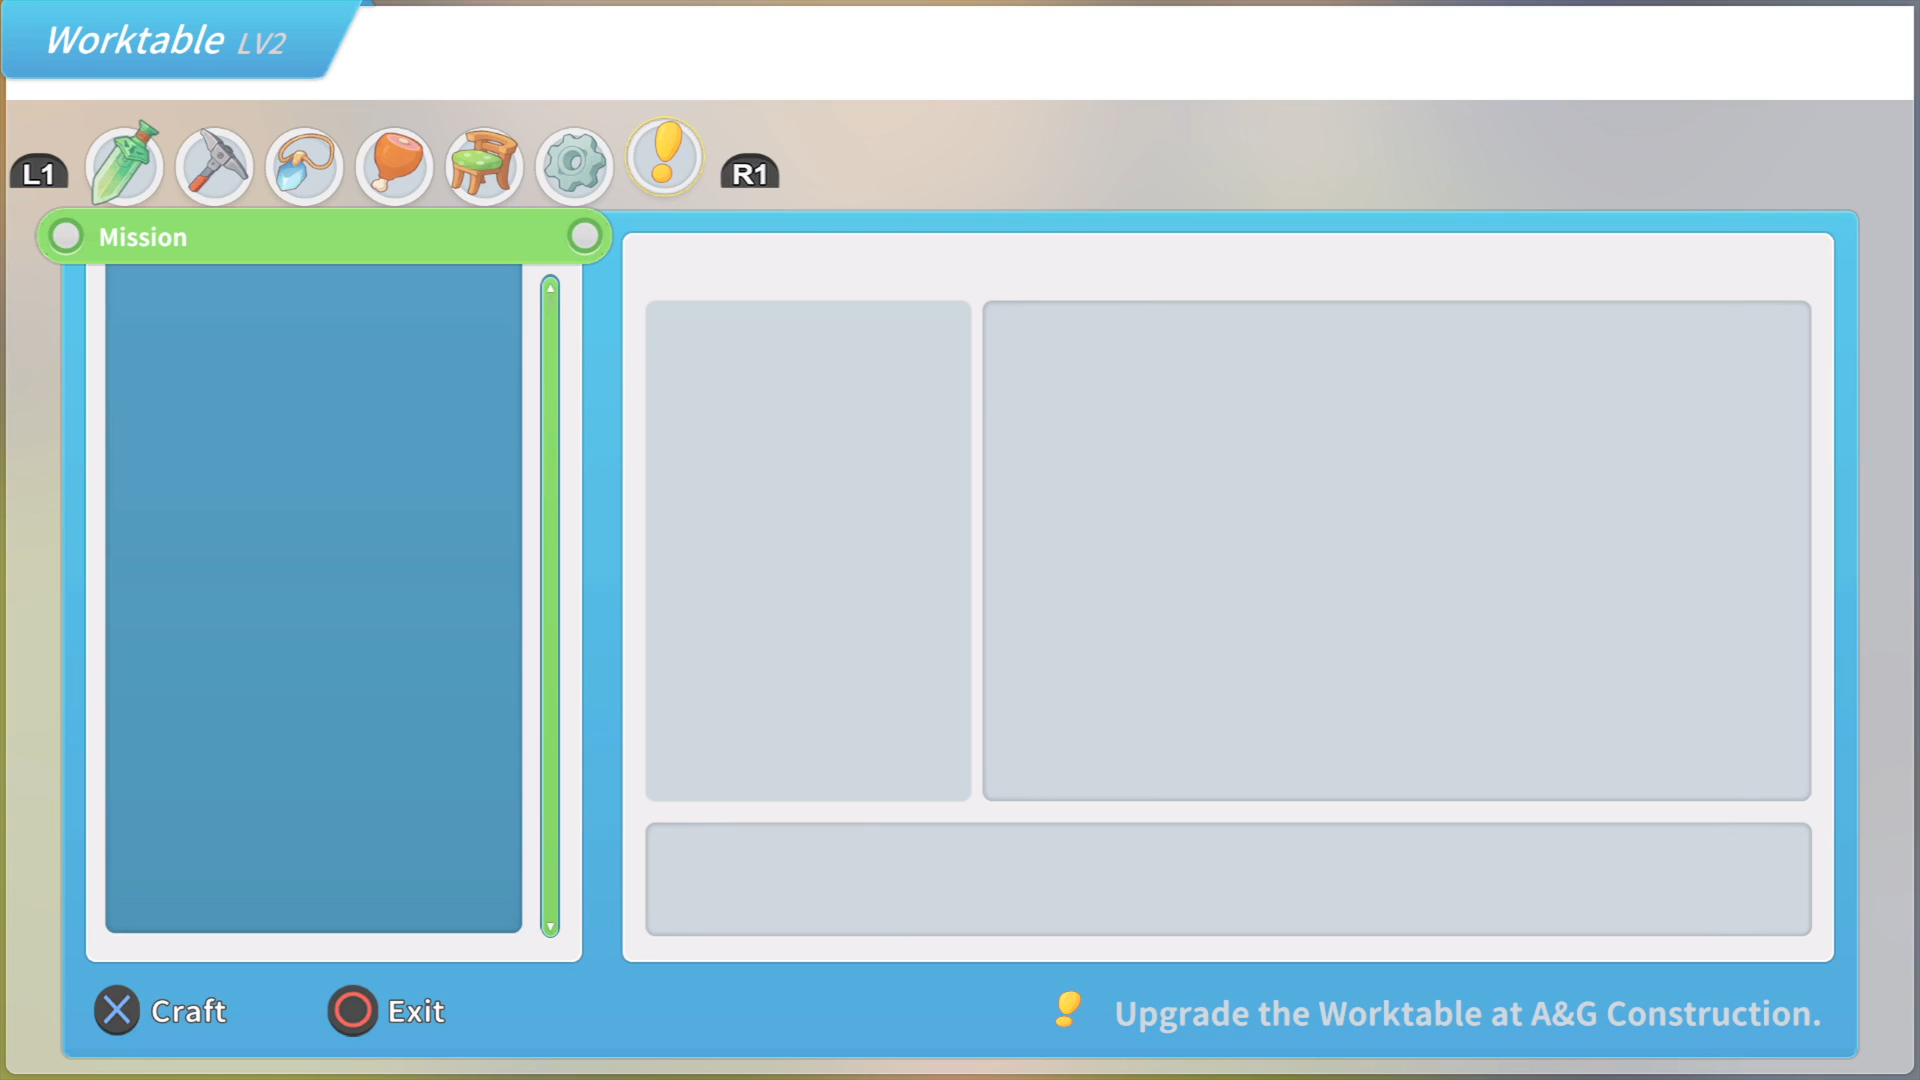 Worktable LV2
L1
R1
Mission
Craft
Exit
Upgrade the Worktable at A&G Construction.